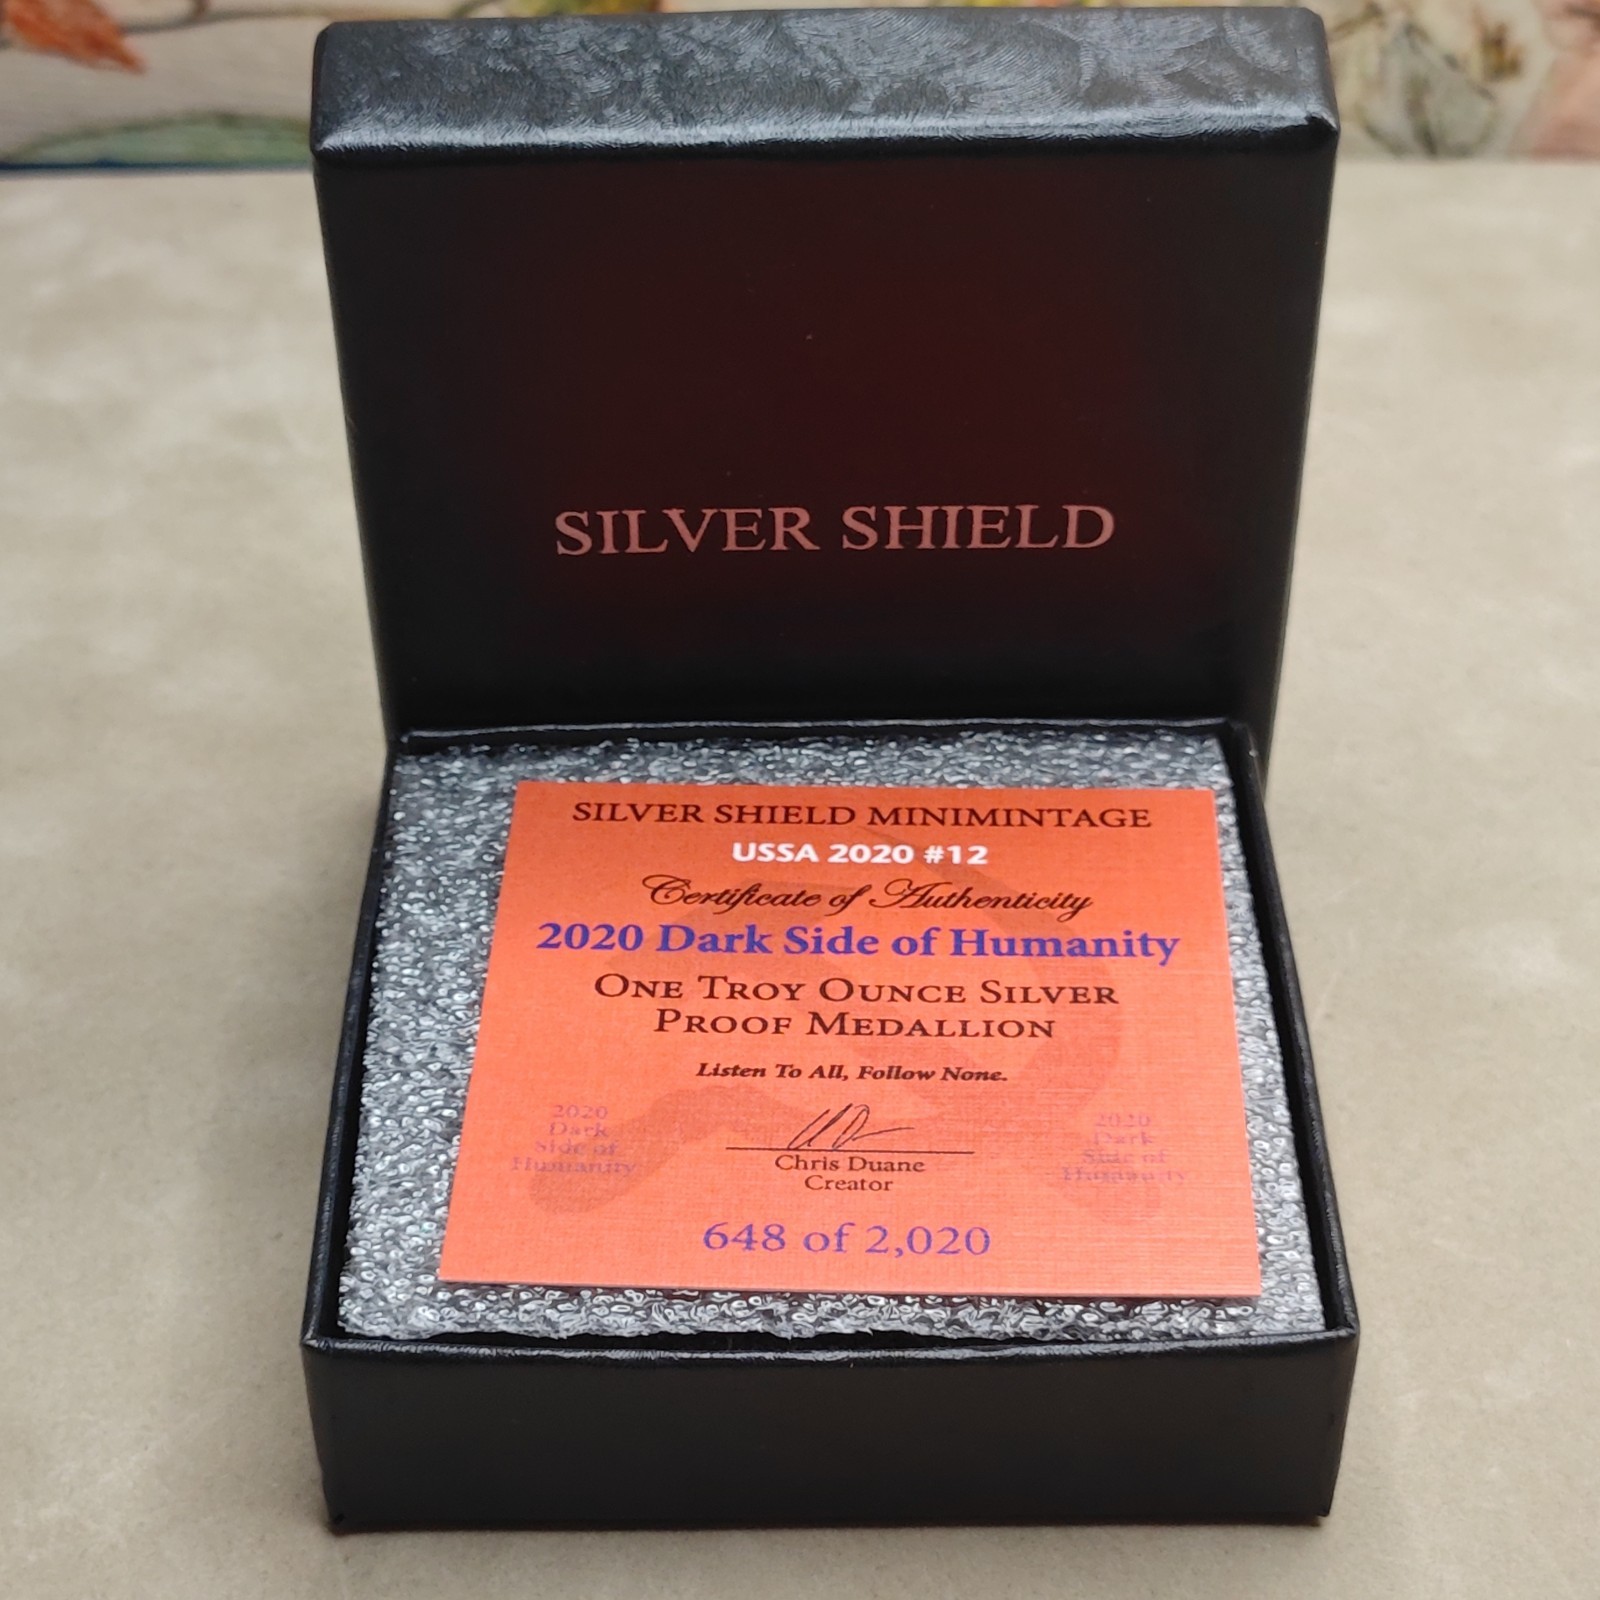 SILVER SHIELD
SILVER SHIELD MINIMINTAGE
USSA 2020 #12
Certificate of Authenticity
2020 Dark Side of Humanity
ONE TROY OUNCE SILVER
PROOF MEDALLION
Listen To All, Follow None.
2020
Dark
Side of
Humanity
Chris Duane
Creator
2020
Dark
Side of
Humanity
648 of 2,020